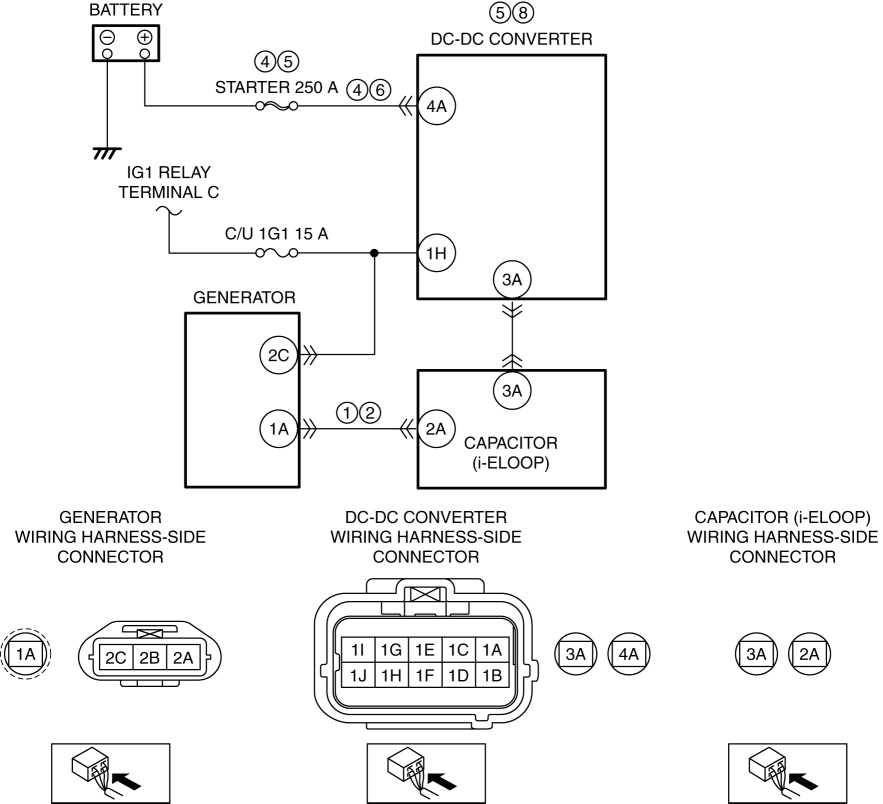 BATTERY
⑤⑧
DC-DC CONVERTER
− +
④⑤
STARTER 250 A
④⑥
4A
IG1 RELAY
TERMINAL C
C/U 1G1 15 A
1H
3A
GENERATOR
2C
3A
1A
①②
2A
CAPACITOR
(i-ELOOP)
GENERATOR
WIRING HARNESS-SIDE
CONNECTOR
DC-DC CONVERTER
WIRING HARNESS-SIDE
CONNECTOR
CAPACITOR (i-ELOOP)
WIRING HARNESS-SIDE
CONNECTOR
1A
2C 2B 2A
1I 1G 1E 1C 1A
1J 1H 1F 1D 1B
3A 4A
3A 2A